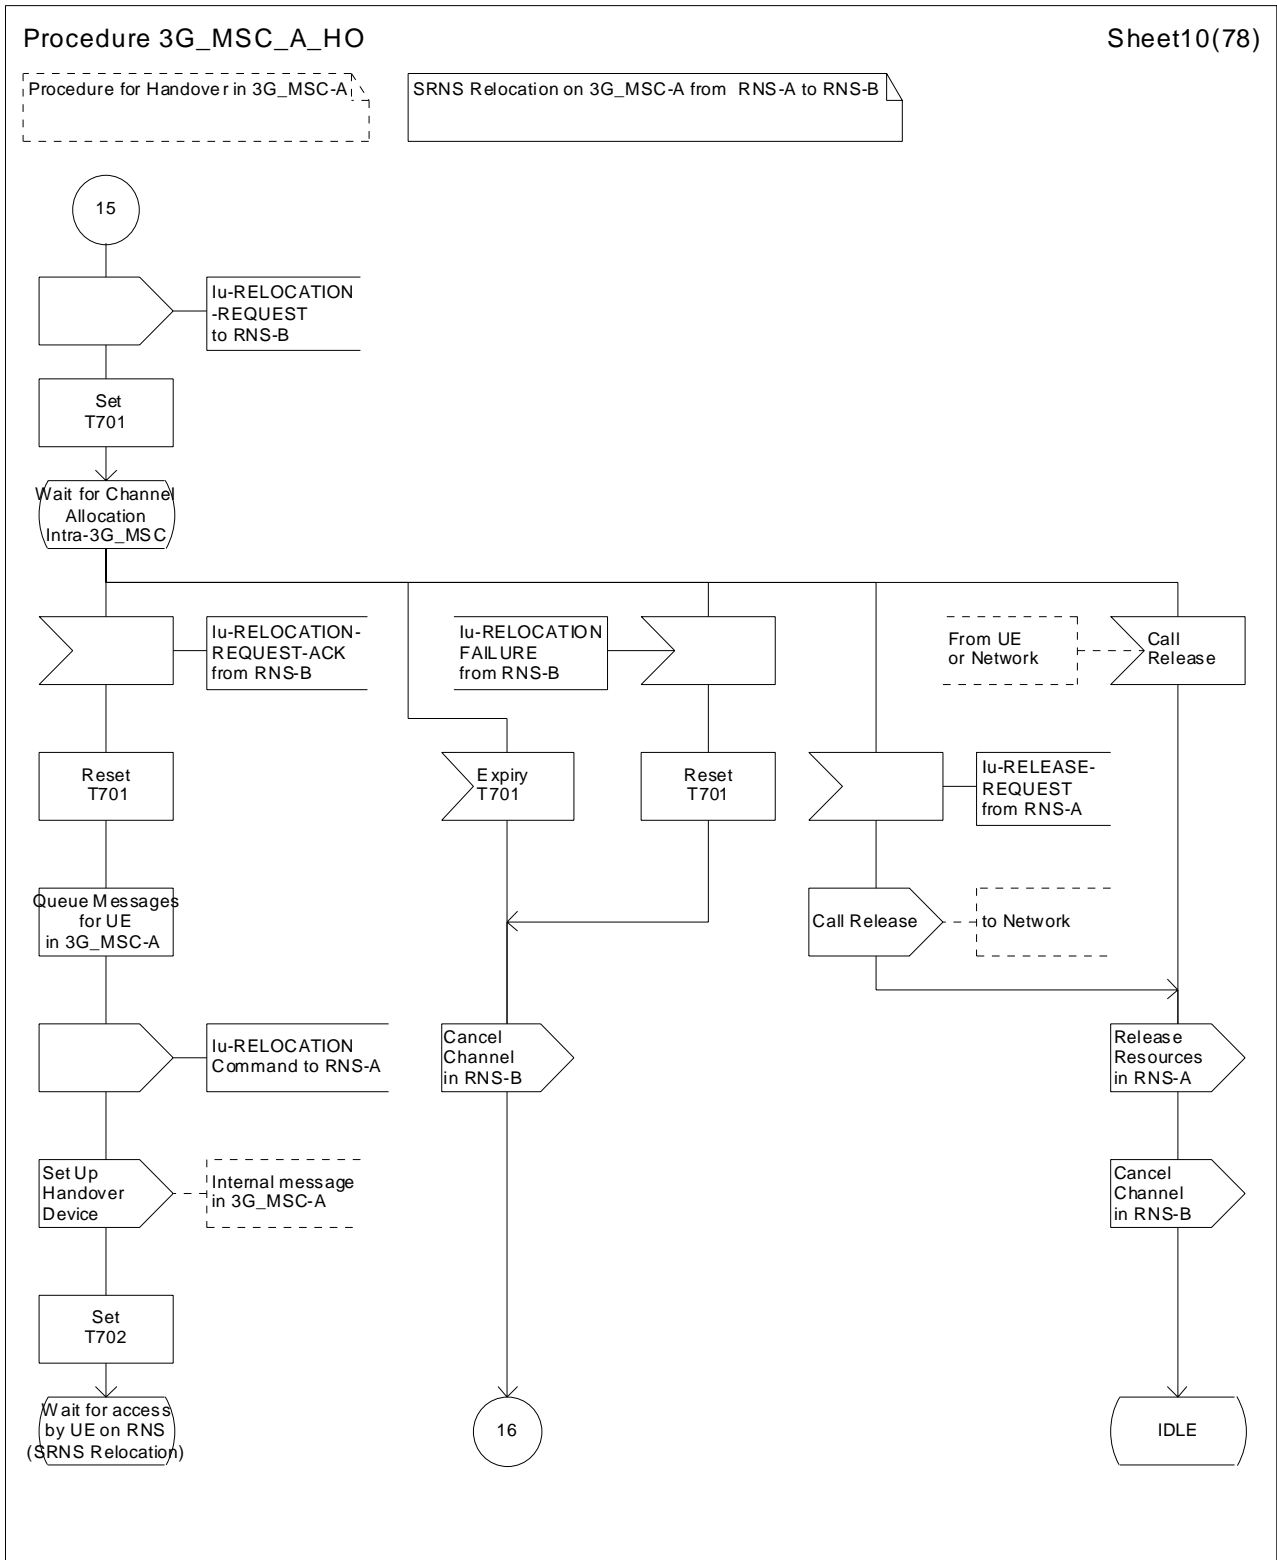 Procedure 3G_MSC_A_HO
Sheet10(78)
Procedure for Handover in 3G_MSC-A
SRNS Relocation on 3G_MSC-A from RNS-A to RNS-B
15
Iu-RELOCATION
-REQUEST
to RNS-B
Set
T701
Wait for Channel
Allocation
Intra-3G_MSC
Iu-RELOCATION-
REQUEST-ACK
from RNS-B
Iu-RELOCATION
FAILURE
from RNS-B
From UE
or Network
Call
Release
Reset
T701
Expiry
T701
Reset
T701
Iu-RELEASE-
REQUEST
from RNS-A
Queue Messages
for UE
in 3G_MSC-A
Call Release
to Network
Iu-RELOCATION
Command to RNS-A
Cancel
Channel
in RNS-B
Release
Resources
in RNS-A
Set Up
Handover
Device
Internal message
in 3G_MSC-A
Cancel
Channel
in RNS-B
Set
T702
Wait for access
by UE on RNS
(SRNS Relocation)
16
IDLE